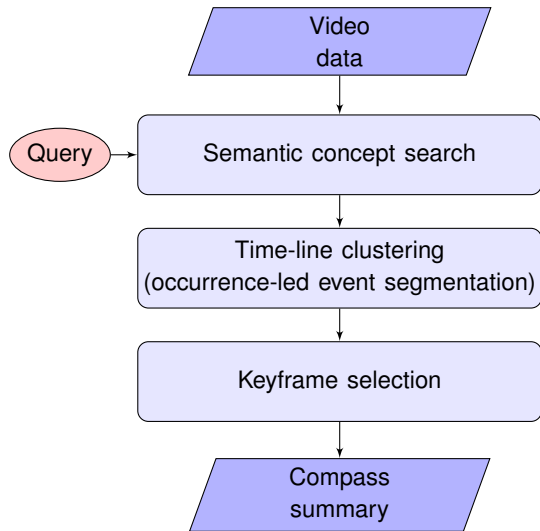 Video
data
Query
Semantic concept search
Time-line clustering
(occurrence-led event segmentation)
Keyframe selection
Compass
summary